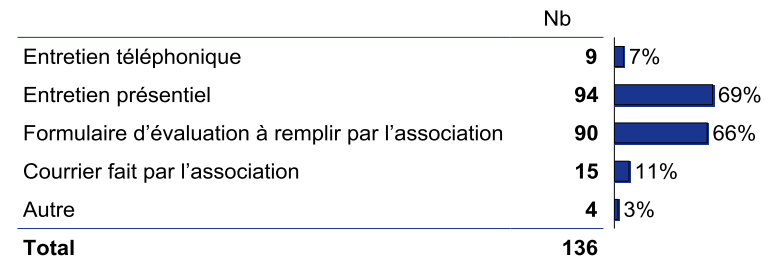 Nb
Entretien téléphonique 9 7%
Entretien présentiel 94 69%
Formulaire d’évaluation à remplir par l’association 90 66%
Courrier fait par l’association 15 11%
Autre 4 3%
Total 136